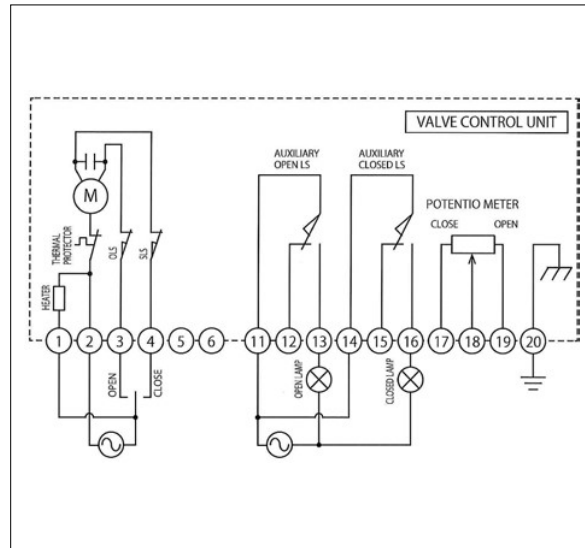 VALVE CONTROL UNIT
AUXILIARY
OPEN LS
AUXILIARY
CLOSED LS
POTENTIO METER
CLOSE
OPEN
M
THERMAL
PROTECTOR
OLS
SLS
HEATER
1 2 3 4 5 6 11 12 13 14 15 16 17 18 19 20
OPEN
CLOSE
OPEN LAMP
CLOSED LAMP